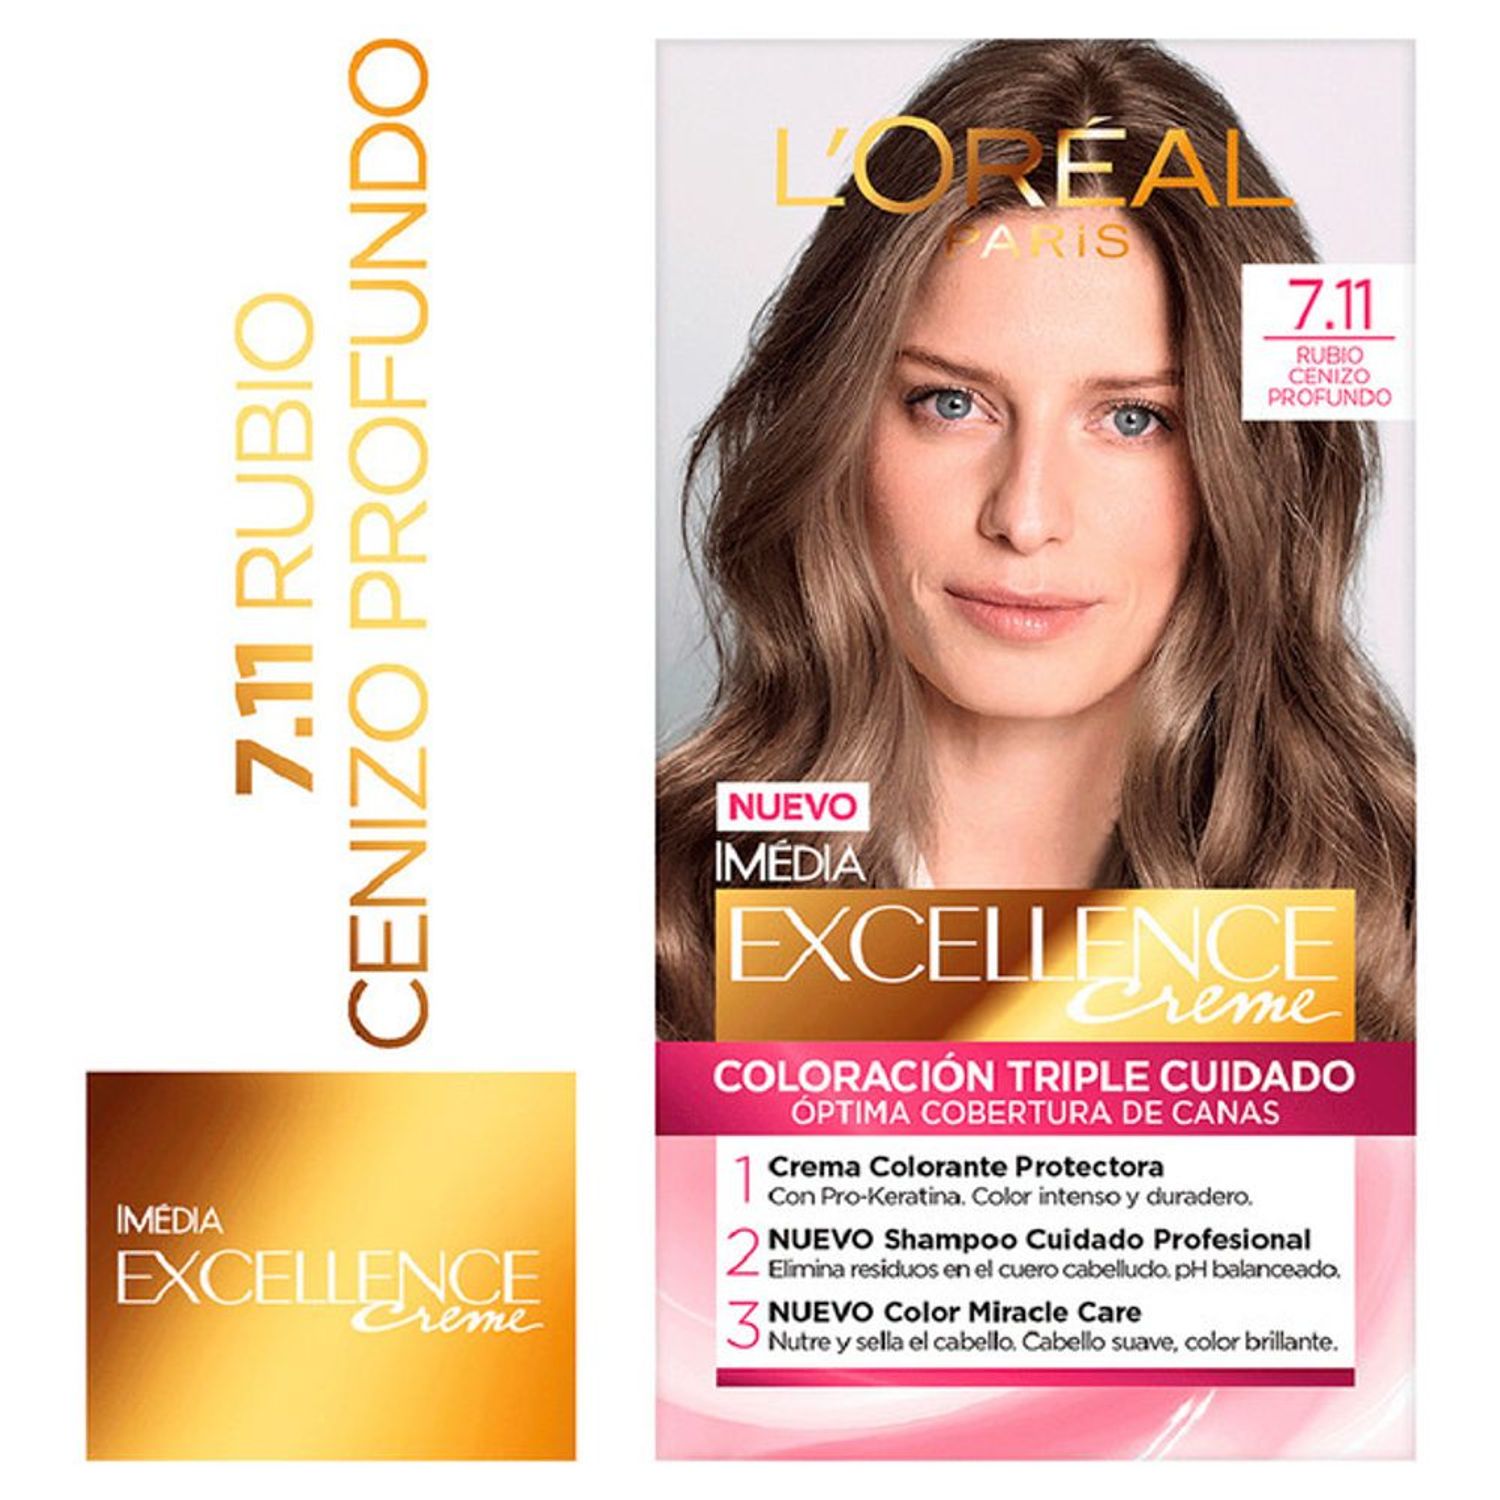 7.11 RUBIO
CENIZO PROFUNDO
IMÉDIA
EXCELLENCE
Creme
L'ORÉAL
PARiS
7.11
RUBIO
CENIZO
PROFUNDO
NUEVO
IMÉDIA
EXCELLENCE
Creme
COLORACIÓN TRIPLE CUIDADO
ÓPTIMA COBERTURA DE CANAS
1 Crema Colorante Protectora
Con Pro-Keratina. Color intenso y duradero.
2 NUEVO Shampoo Cuidado Profesional
Elimina residuos en el cuero cabelludo. pH balanceado.
3 NUEVO Color Miracle Care
Nutre y sella el cabello. Cabello suave, color brillante.